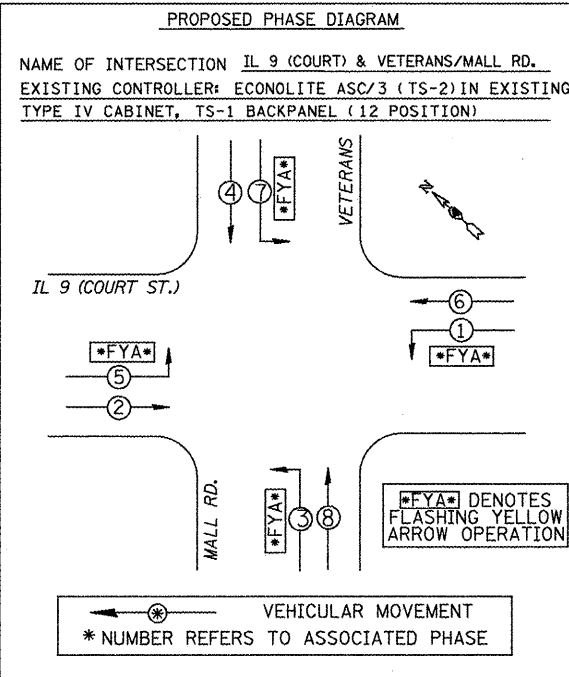 PROPOSED PHASE DIAGRAM
NAME OF INTERSECTION IL 9 (COURT) & VETERANS/MALL RD.
EXISTING CONTROLLER: ECONOLITE ASC/3 (TS-2) IN EXISTING
TYPE IV CABINET, TS-1 BACKPANEL (12 POSITION)
4
7
*FYA*
VETERANS
N
IL 9 (COURT ST.)
6
1
*FYA*
*FYA*
5
2
MALL RD.
*FYA*
3
8
*FYA* DENOTES
FLASHING YELLOW
ARROW OPERATION
* VEHICULAR MOVEMENT
* NUMBER REFERS TO ASSOCIATED PHASE